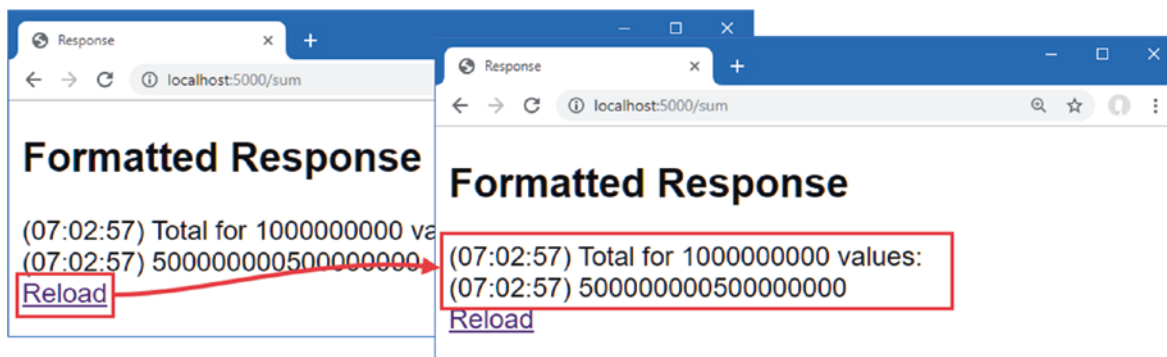 Response
localhost:5000/sum
Formatted Response
(07:02:57) Total for 1000000000 va
(07:02:57) 500000000500000000
Reload
Response
localhost:5000/sum
Formatted Response
(07:02:57) Total for 1000000000 values:
(07:02:57) 500000000500000000
Reload